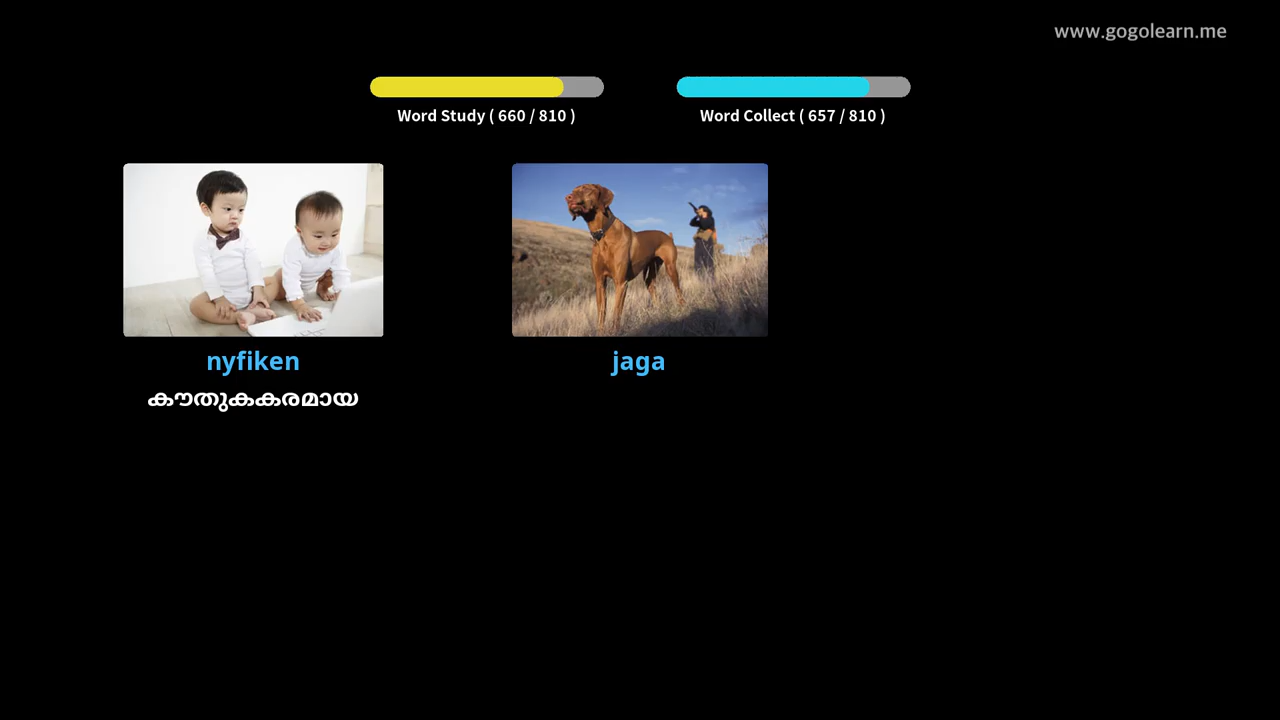 www.gogolearn.me
Word Study ( 660 / 810 )
Word Collect ( 657 / 810 )
nyfiken
jaga
കൗതുകകരമായ